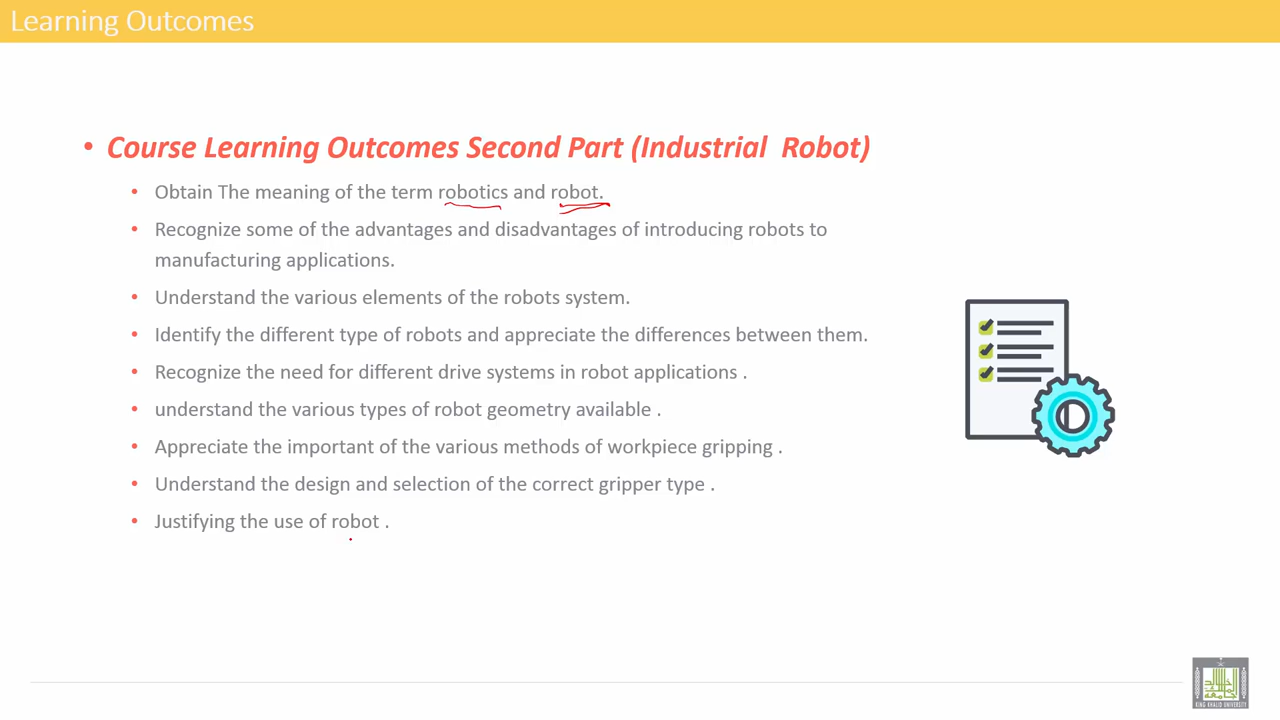 Learning Outcomes
• Course Learning Outcomes Second Part (Industrial Robot)
• Obtain The meaning of the term robotics and robot.
• Recognize some of the advantages and disadvantages of introducing robots to
manufacturing applications.
• Understand the various elements of the robots system.
• Identify the different type of robots and appreciate the differences between them.
• Recognize the need for different drive systems in robot applications .
• understand the various types of robot geometry available .
• Appreciate the important of the various methods of workpiece gripping .
• Understand the design and selection of the correct gripper type .
• Justifying the use of robot .
KING KHALID UNIVERSITY